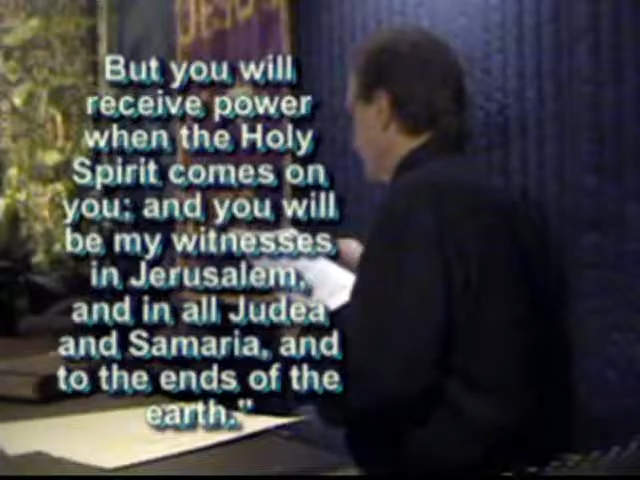 But you will
receive power
when the Holy
Spirit comes on
you; and you will
be my witnesses
in Jerusalem,
and in all Judea
and Samaria, and
to the ends of the
earth."